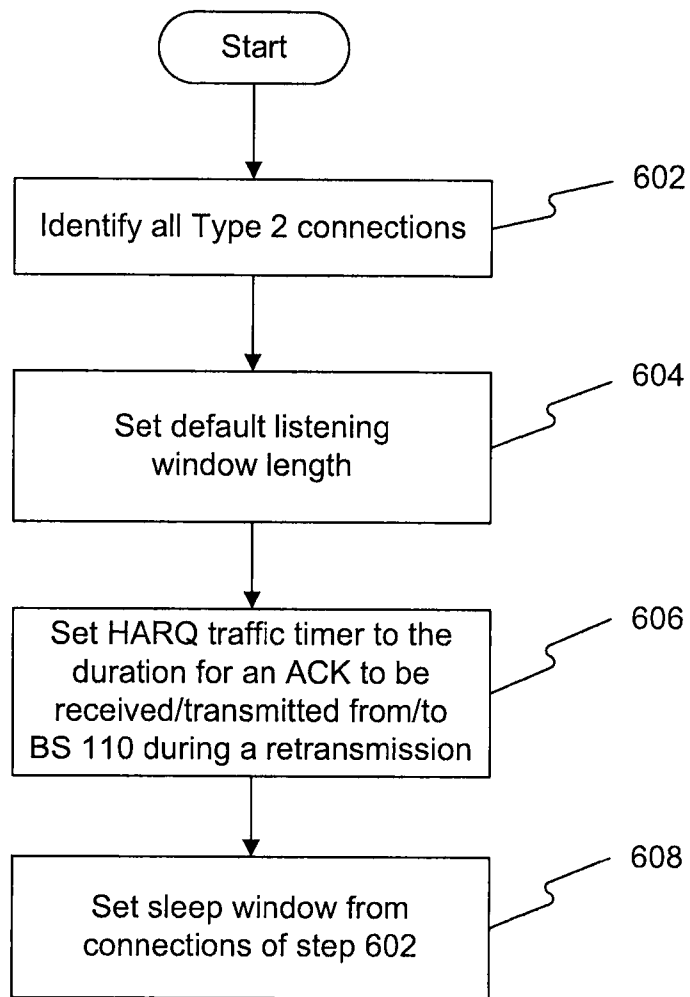 Start
602
Identify all Type 2 connections
604
Set default listening
window length
606
Set HARQ traffic timer to the
duration for an ACK to be
received/transmitted from/to
BS 110 during a retransmission
608
Set sleep window from
connections of step 602